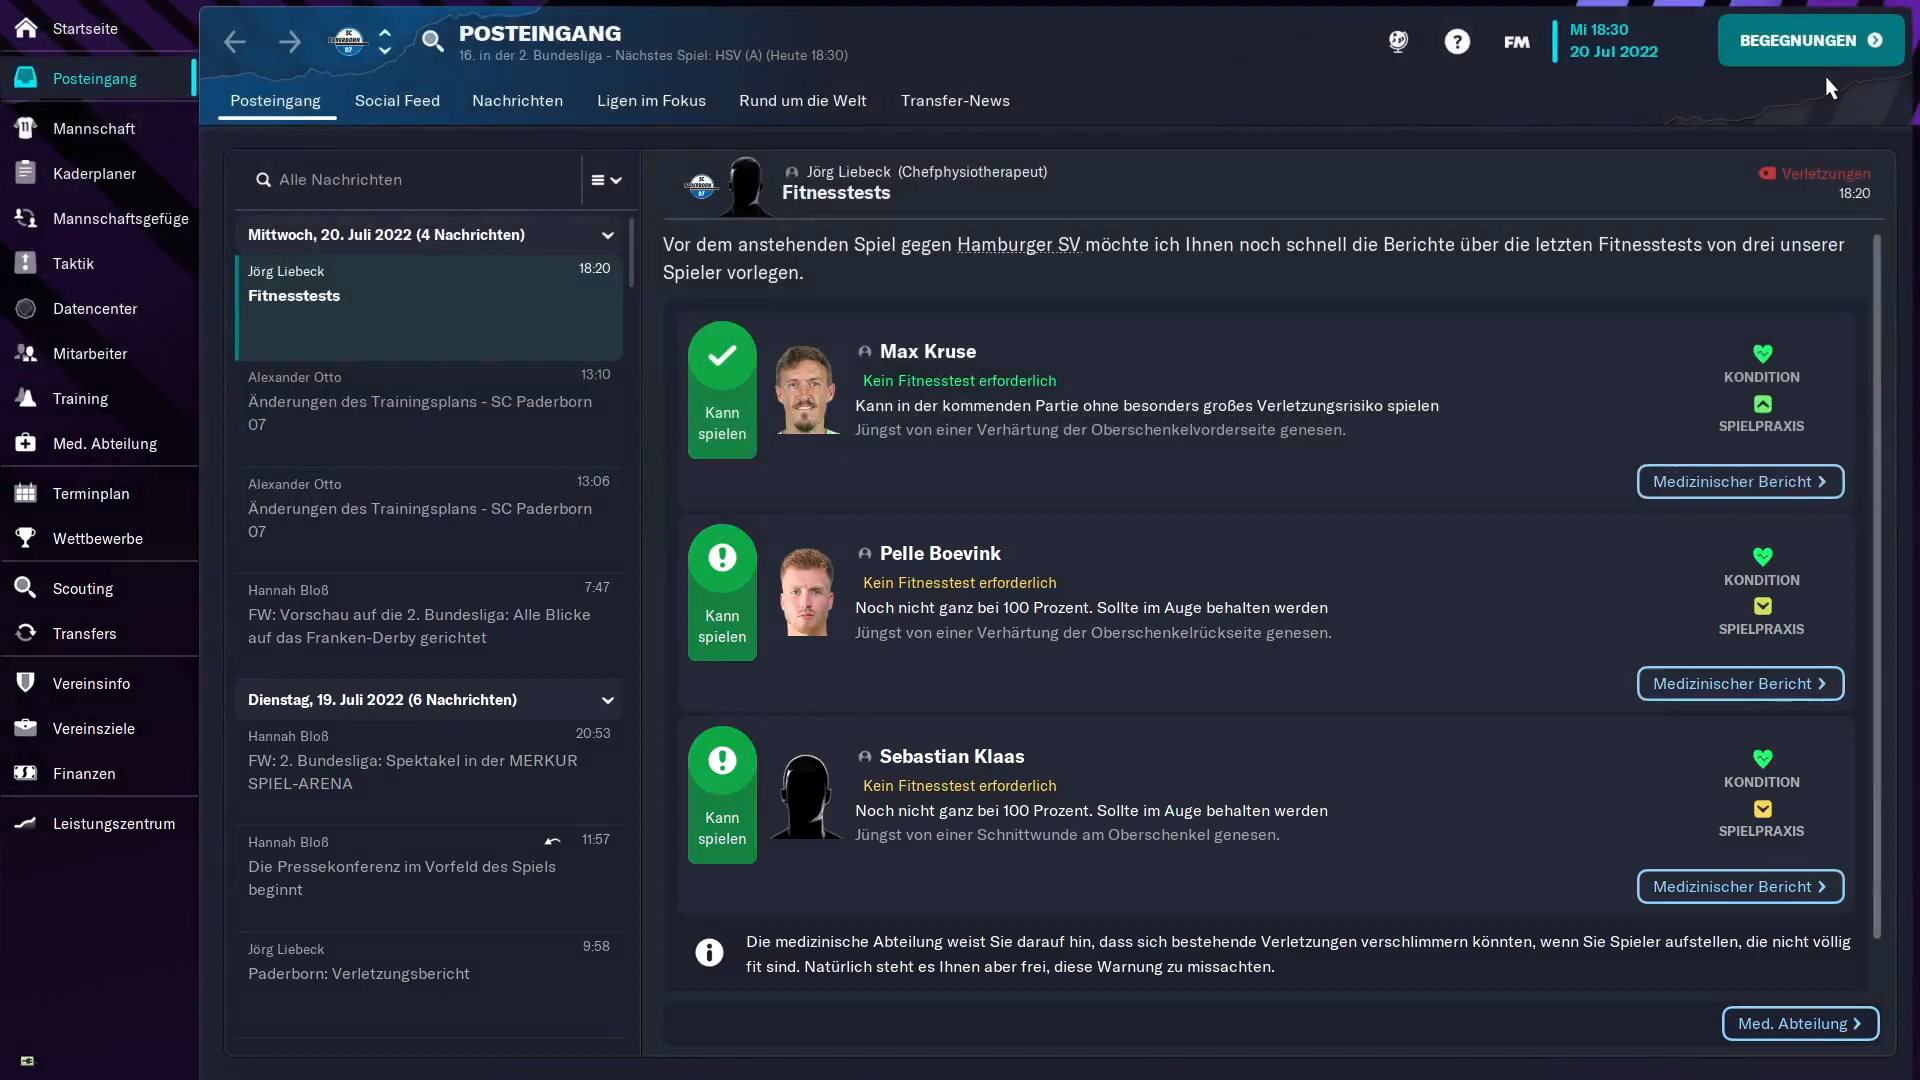 Startseite
Posteingang
Mannschaft
Kaderplaner
Mannschaftsgefüge
Taktik
Datencenter
Mitarbeiter
Training
Med. Abteilung
Terminplan
Wettbewerbe
Scouting
Transfers
Vereinsinfo
Vereinsziele
Finanzen
Leistungszentrum
POSTEINGANG
16. in der 2. Bundesliga - Nächstes Spiel: HSV (A) (Heute 18:30)
FM
Mi 18:30
20 Jul 2022
BEGEGNUNGEN
Posteingang Social Feed Nachrichten Ligen im Fokus Rund um die Welt Transfer-News
Alle Nachrichten
Mittwoch, 20. Juli 2022 (4 Nachrichten)
Jörg Liebeck 18:20
Fitnesstests
Alexander Otto 13:10
Änderungen des Trainingsplans - SC Paderborn
07
Alexander Otto 13:06
Änderungen des Trainingsplans - SC Paderborn
07
Hannah Bloß 7:47
FW: Vorschau auf die 2. Bundesliga: Alle Blicke
auf das Franken-Derby gerichtet
Dienstag, 19. Juli 2022 (6 Nachrichten)
Hannah Bloß 20:53
FW: 2. Bundesliga: Spektakel in der MERKUR
SPIEL-ARENA
Hannah Bloß 11:57
Die Pressekonferenz im Vorfeld des Spiels
beginnt
Jörg Liebeck 9:58
Paderborn: Verletzungsbericht
Jörg Liebeck (Chefphysiotherapeut)
Fitnesstests
Verletzungen
18:20
Vor dem anstehenden Spiel gegen Hamburger SV möchte ich Ihnen noch schnell die Berichte über die letzten Fitnesstests von drei unserer
Spieler vorlegen.
Kann
spielen
Max Kruse
Kein Fitnesstest erforderlich
Kann in der kommenden Partie ohne besonders großes Verletzungsrisiko spielen
Jüngst von einer Verhärtung der Oberschenkelvorderseite genesen.
KONDITION
SPIELPRAXIS
Medizinischer Bericht
Kann
spielen
Pelle Boevink
Kein Fitnesstest erforderlich
Noch nicht ganz bei 100 Prozent. Sollte im Auge behalten werden
Jüngst von einer Verhärtung der Oberschenkelrückseite genesen.
KONDITION
SPIELPRAXIS
Medizinischer Bericht
Kann
spielen
Sebastian Klaas
Kein Fitnesstest erforderlich
Noch nicht ganz bei 100 Prozent. Sollte im Auge behalten werden
Jüngst von einer Schnittwunde am Oberschenkel genesen.
KONDITION
SPIELPRAXIS
Medizinischer Bericht
Die medizinische Abteilung weist Sie darauf hin, dass sich bestehende Verletzungen verschlimmern könnten, wenn Sie Spieler aufstellen, die nicht völlig
fit sind. Natürlich steht es Ihnen aber frei, diese Warnung zu missachten.
Med. Abteilung